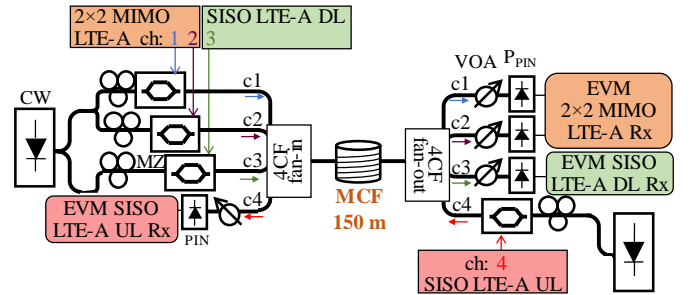 2×2 MIMO
LTE-A ch: 1 2
SISO LTE-A DL
3
CW
MZ
c1
c2
c3
c4
4CF
fan-in
EVM SISO
LTE-A UL Rx
PIN
MCF
150 m
4CF
fan-out
VOA
PPIN
c1
c2
c3
c4
EVM
2×2 MIMO
LTE-A Rx
EVM SISO
LTE-A DL Rx
ch: 4
SISO LTE-A UL